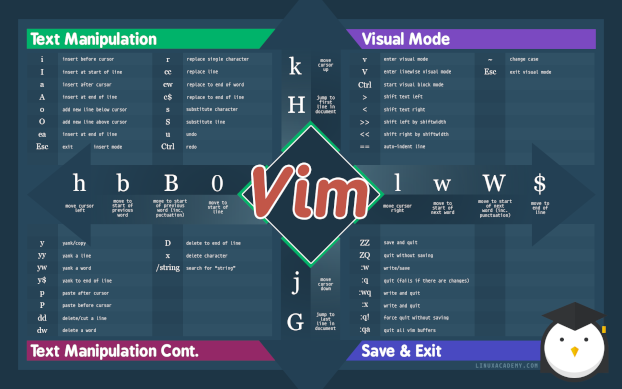 Text Manipulation
i insert before cursor
I insert at start of line
a insert after cursor
A insert at end of line
o add new line below cursor
O add new line above cursor
ea insert at end of line
Esc exit insert mode
r replace single character
cc replace line
cw replace to end of word
c$ replace to end of line
s substitute character
S substitute line
u undo
Ctrl redo
k
move
cursor
up
H
jump to
first
line in
document
Visual Mode
v enter visual mode
V enter linewise visual mode
Ctrl start visual block mode
> shift text left
< shift text right
>> shift left by shiftwidth
<< shift right by shiftwidth
== auto-indent line
~ change case
Esc exit visual mode
h
move cursor
left
b
move to
start of
previous
word
B
move to start
of previous
word (inc.
puctuation)
0
move to
start of
line
Vim
l
move cursor
right
w
move to
start of
next word
W
move to start
of next
word (inc.
punctuation)
$
move to
end of
line
y yank/copy
yy yank a line
yw yank a word
y$ yank to end of line
p paste after cursor
P paste before cursor
dd delete/cut a line
dw delete a word
D delete to end of line
x delete character
/string search for "string"
j
move
cursor
down
G
jump to
last
line in
document
ZZ save and quit
ZQ quit without saving
:w write/save
:q quit (fails if there are changes)
:wq write and quit
:x write and quit
:q! force quit without saving
:qa quit all vim buffers
Text Manipulation Cont.
Save & Exit
LINUXACADEMY.COM